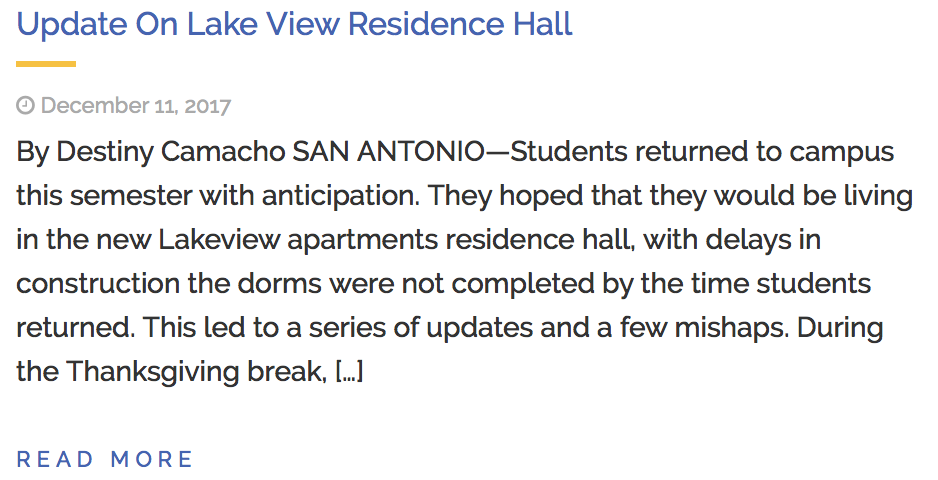 Update On Lake View Residence Hall
December 11, 2017
By Destiny Camacho SAN ANTONIO—Students returned to campus
this semester with anticipation. They hoped that they would be living
in the new Lakeview apartments residence hall, with delays in
construction the dorms were not completed by the time students
returned. This led to a series of updates and a few mishaps. During
the Thanksgiving break, [...]
READ MORE